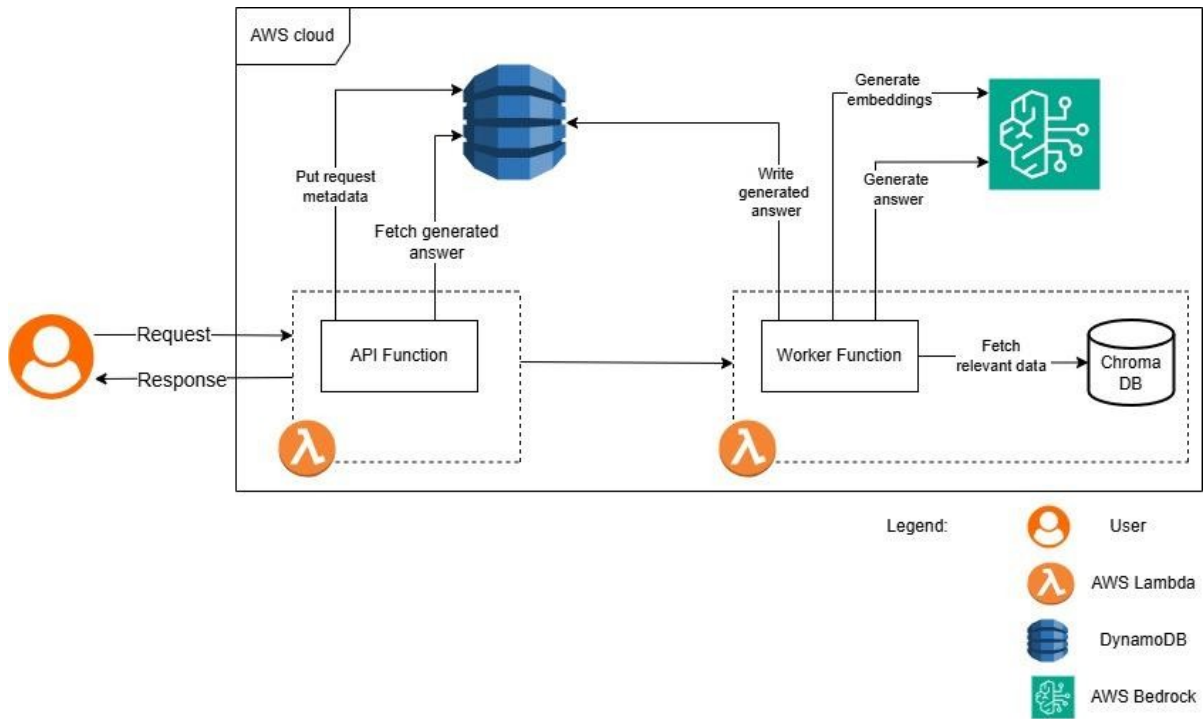 AWS cloud
Generate
embeddings
Put request
metadata
Write
generated
answer
Generate
answer
Fetch generated
answer
Request
Response
API Function
Worker Function
Fetch
relevant data
Chroma
DB
Legend:
User
AWS Lambda
DynamoDB
AWS Bedrock